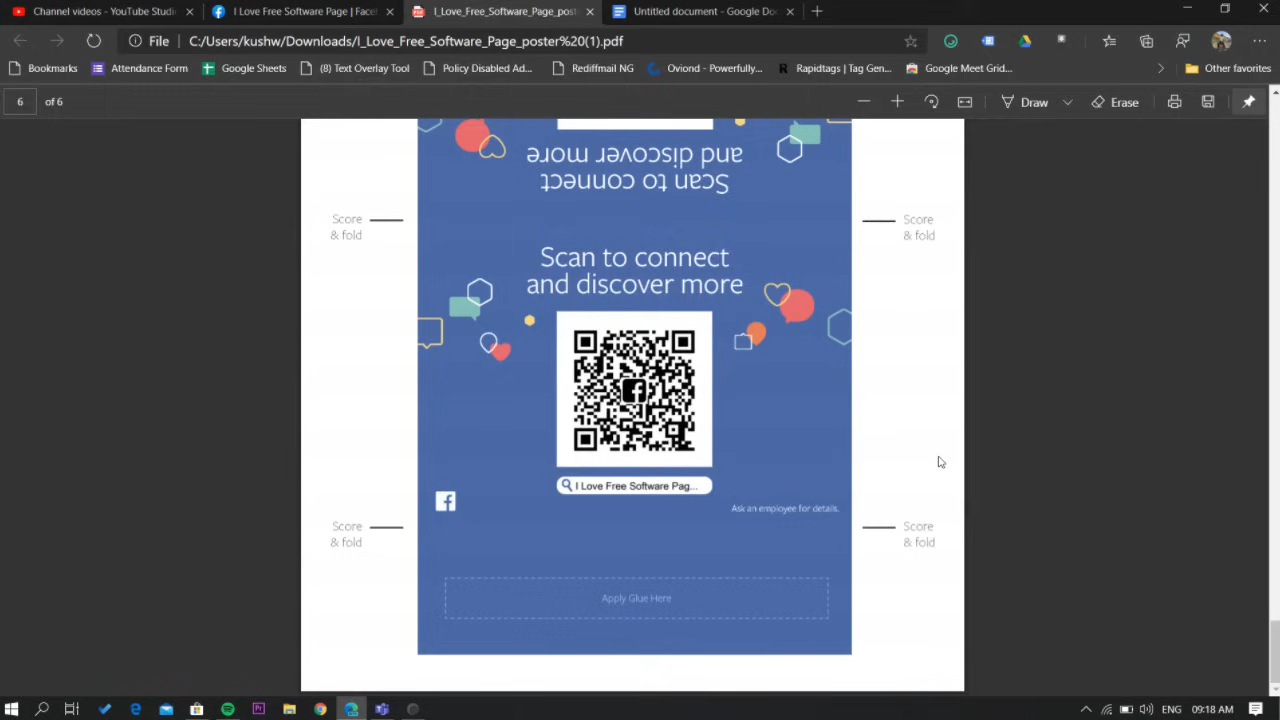 Channel videos - YouTube Studio
I Love Free Software Page | Facel
I_Love_Free_Software_Page_post
Untitled document - Google Doc
File
C:/Users/kushw/Downloads/I_Love_Free_Software_Page_poster%20(1).pdf
Bookmarks
Attendance Form
Google Sheets
(8) Text Overlay Tool
Policy Disabled Ad...
Rediffmail NG
Oviond - Powerfully...
Rapidtags | Tag Gen...
Google Meet Grid...
Other favorites
6 of 6
Draw
Erase
and discover more
Scan to connect
Score
& fold
Score
& fold
Scan to connect
and discover more
I Love Free Software Pag...
Ask an employee for details.
Score
& fold
Score
& fold
Apply Glue Here
ENG
09:18 AM